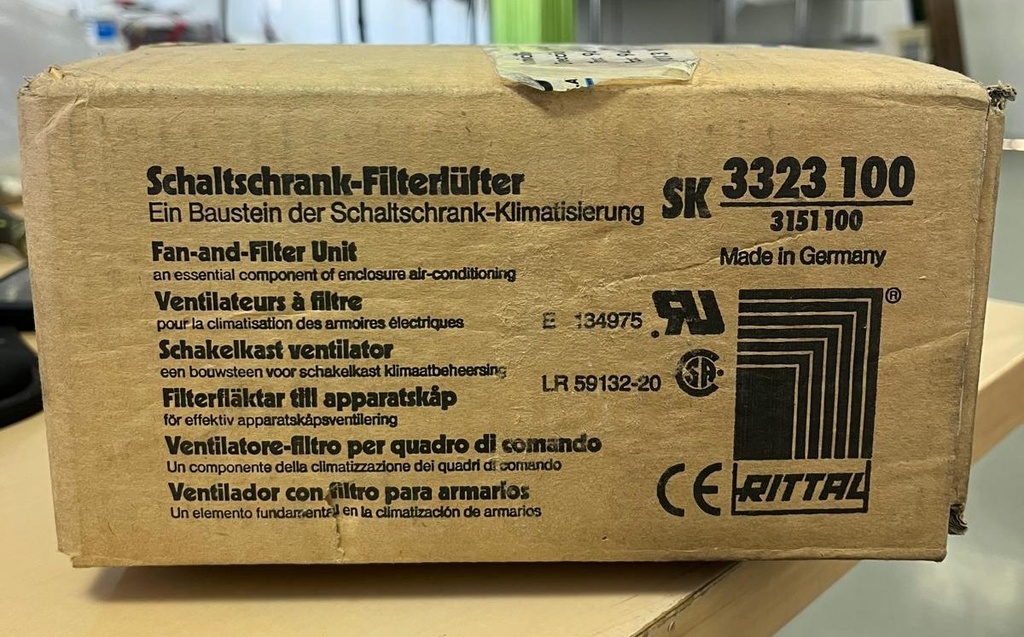 Schaltschrank-Filterlüfter
Ein Baustein der Schaltschrank-Klimatisierung
SK 3323 100
3151 100
Made in Germany
Fan-and-Filter Unit
an essential component of enclosure air-conditioning
Ventilateurs à filtre
pour la climatisation des armoires électriques
E 134975
Schakelkast ventilator
een bouwsteen voor schakelkast klimaatbeheersing
LR 59132-20
Filterfläktar till apparatskåp
för effektiv apparatskåpsventilering
Ventilatore-filtro per quadro di comando
Un componente della climatizzazione dei quadri di comando
Ventilador con filtro para armarios
Un elemento fundamental en la climatización de armarios
RU
SA
®
CE
RITTAL